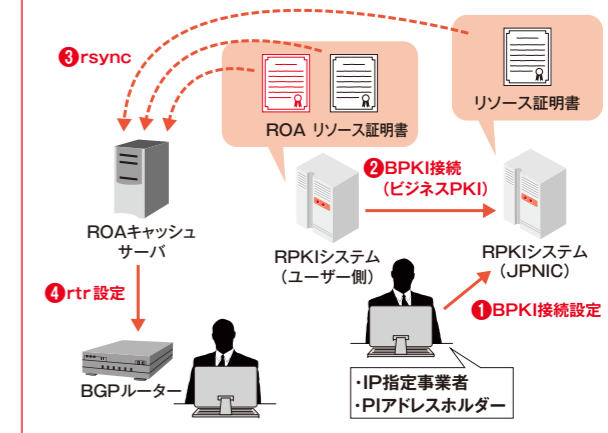 ❸rsync
ROA リソース証明書
リソース証明書
❷BPKI接続
（ビジネスPKI）
ROAキャッシュ
サーバ
RPKIシステム
（ユーザー側）
RPKIシステム
（JPNIC）
❹rtr設定
❶BPKI接続設定
BGPルーター
・IP指定事業者
・PIアドレスホルダー